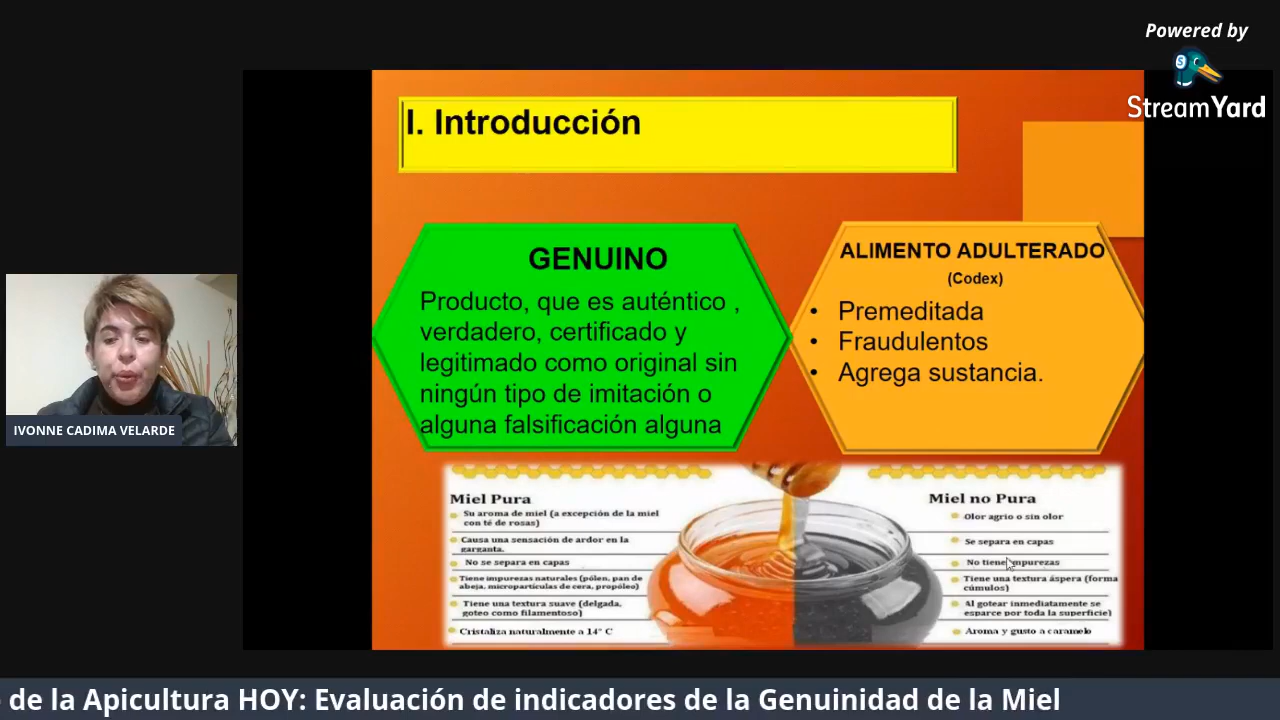 Powered by
StreamYard
I. Introducción
GENUINO
Producto, que es auténtico ,
verdadero, certificado y
legitimado como original sin
ningún tipo de imitación o
alguna falsificación alguna
ALIMENTO ADULTERADO
(Codex)
• Premeditada
• Fraudulentos
• Agrega sustancia.
Miel Pura
Su aroma de miel (a excepción de la miel
con té de rosas)
Causa una sensación de ardor en la
garganta.
No se separa en capas
Tiene impurezas naturales (pólen, pan de
abeja, micropartículas de cera, propóleo)
Tiene una textura suave (delgada,
goteo como filamentoso)
Cristaliza naturalmente a 14° C
Miel no Pura
Olor agrio o sin olor
Se separa en capas
No tiene impurezas
Tiene una textura áspera (forma
cúmulos)
Al gotear inmediatamente se
esparce por toda la superficie)
Aroma y gusto a caramelo
IVONNE CADIMA VELARDE
de la Apicultura HOY: Evaluación de indicadores de la Genuinidad de la Miel